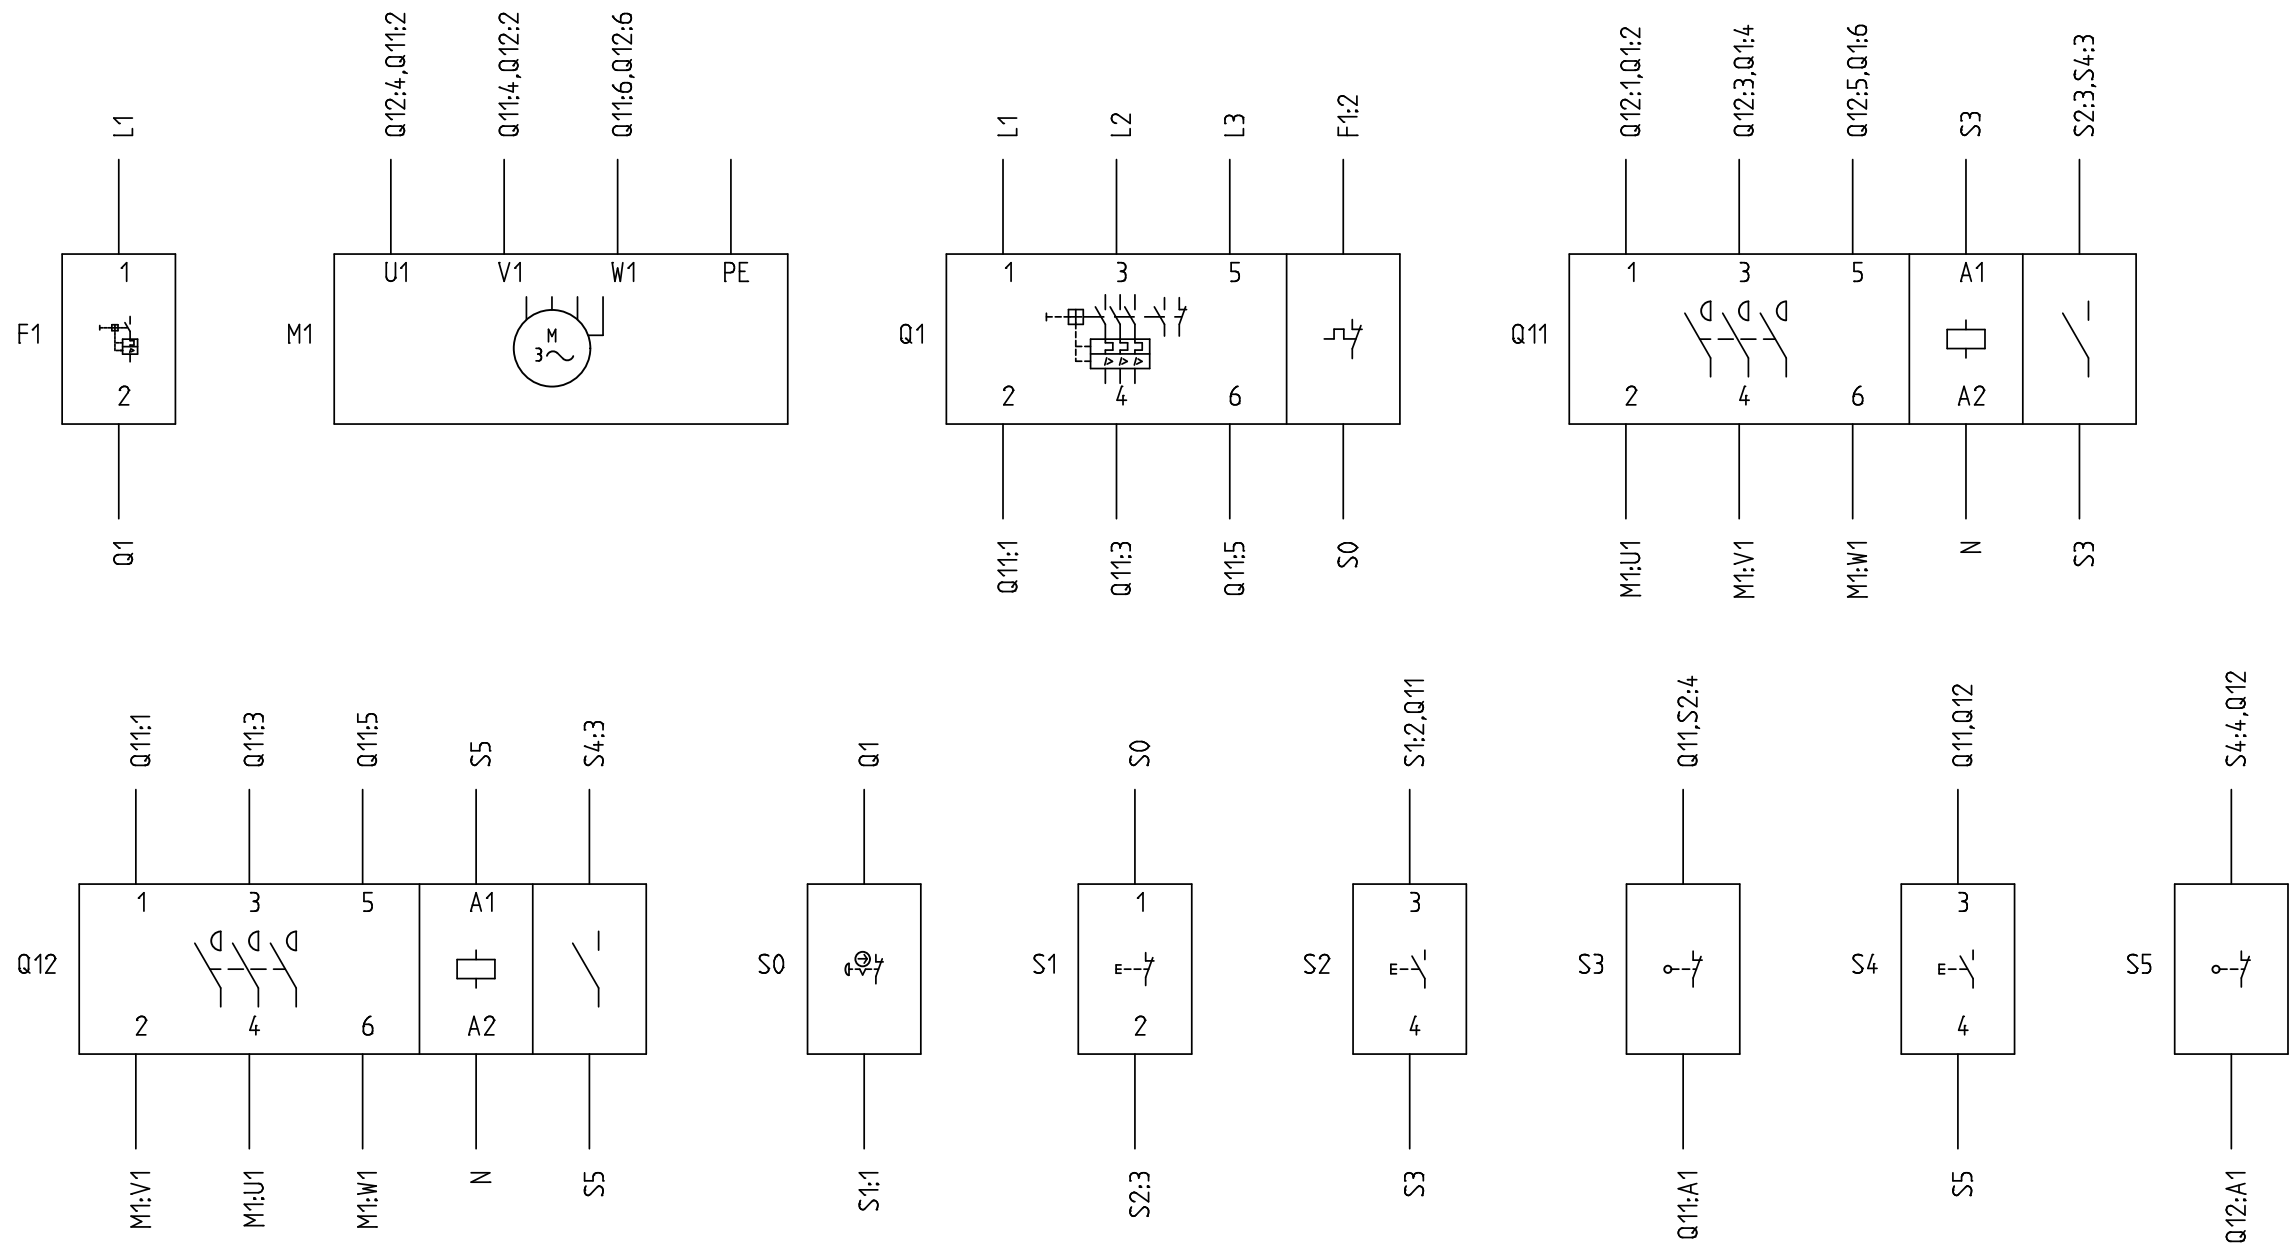 L1
Q12:4,Q11:2
Q11:4,Q12:2
Q11:6,Q12:6
L1
L2
L3
F1:2
Q12:1,Q1:2
Q12:3,Q1:4
Q12:5,Q1:6
S3
S2:3,S4:3
F1
1
2
M1
U1
V1
W1
PE
M
3
Q1
1
3
5
2
4
6
Q11
1
3
5
A1
2
4
6
A2
Q1
Q11:1
Q11:3
Q11:5
S0
M1:U1
M1:V1
M1:W1
N
S3
Q11:1
Q11:3
Q11:5
S5
S4:3
Q1
S0
S1:2,Q11
Q11,S2:4
Q11,Q12
S4:4,Q12
Q12
1
3
5
A1
2
4
6
A2
S0
S1
1
2
S2
3
4
S3
S4
3
4
S5
M1:V1
M1:U1
M1:W1
N
S5
S1:1
S2:3
S3
Q11:A1
S5
Q12:A1